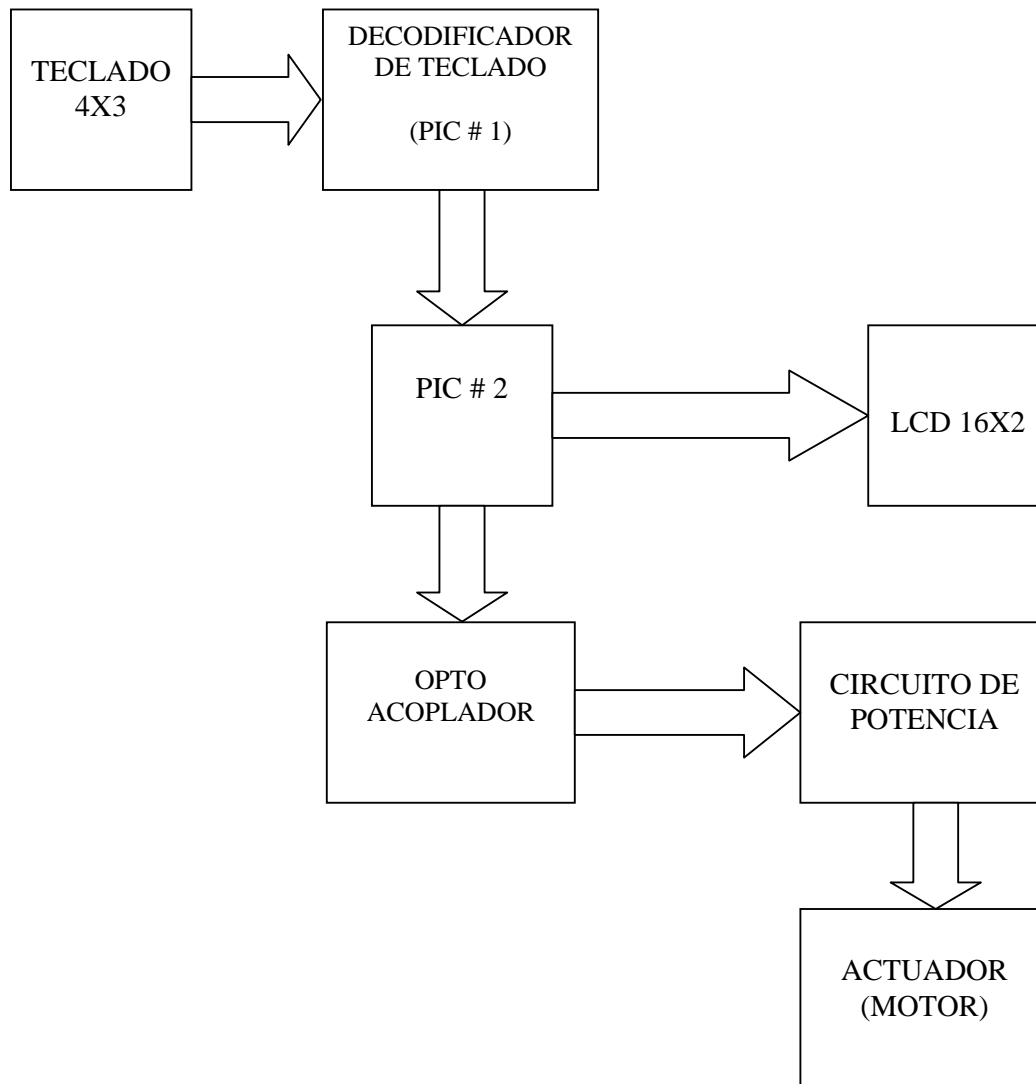 TECLADO
4X3
DECODIFICADOR
DE TECLADO
(PIC # 1)
PIC # 2
LCD 16X2
OPTO
ACOPLADOR
CIRCUITO DE
POTENCIA
ACTUADOR
(MOTOR)